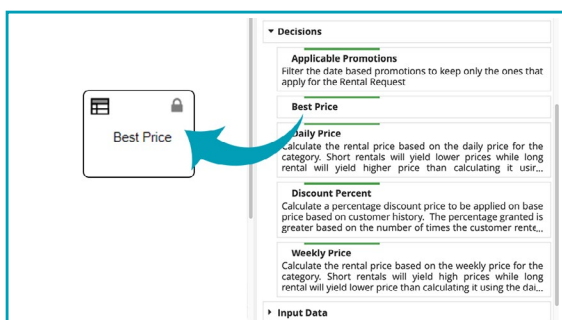 Best Price
Decisions
Applicable Promotions
Filter the date based promotions to keep only the ones that
apply for the Rental Request
Best Price
Daily Price
Calculate the rental price based on the daily price for the
category. Short rentals will yield lower prices while long
rental will yield higher price than calculating it usir...
Discount Percent
Calculate a percentage discount price to be applied on base
price based on customer history. The percentage granted is
greater based on the number of times the customer rente...
Weekly Price
Calculate the rental price based on the weekly price for the
category. Short rentals will yield high prices while long
rental will yield lower price than calculating it using the dai...
Input Data